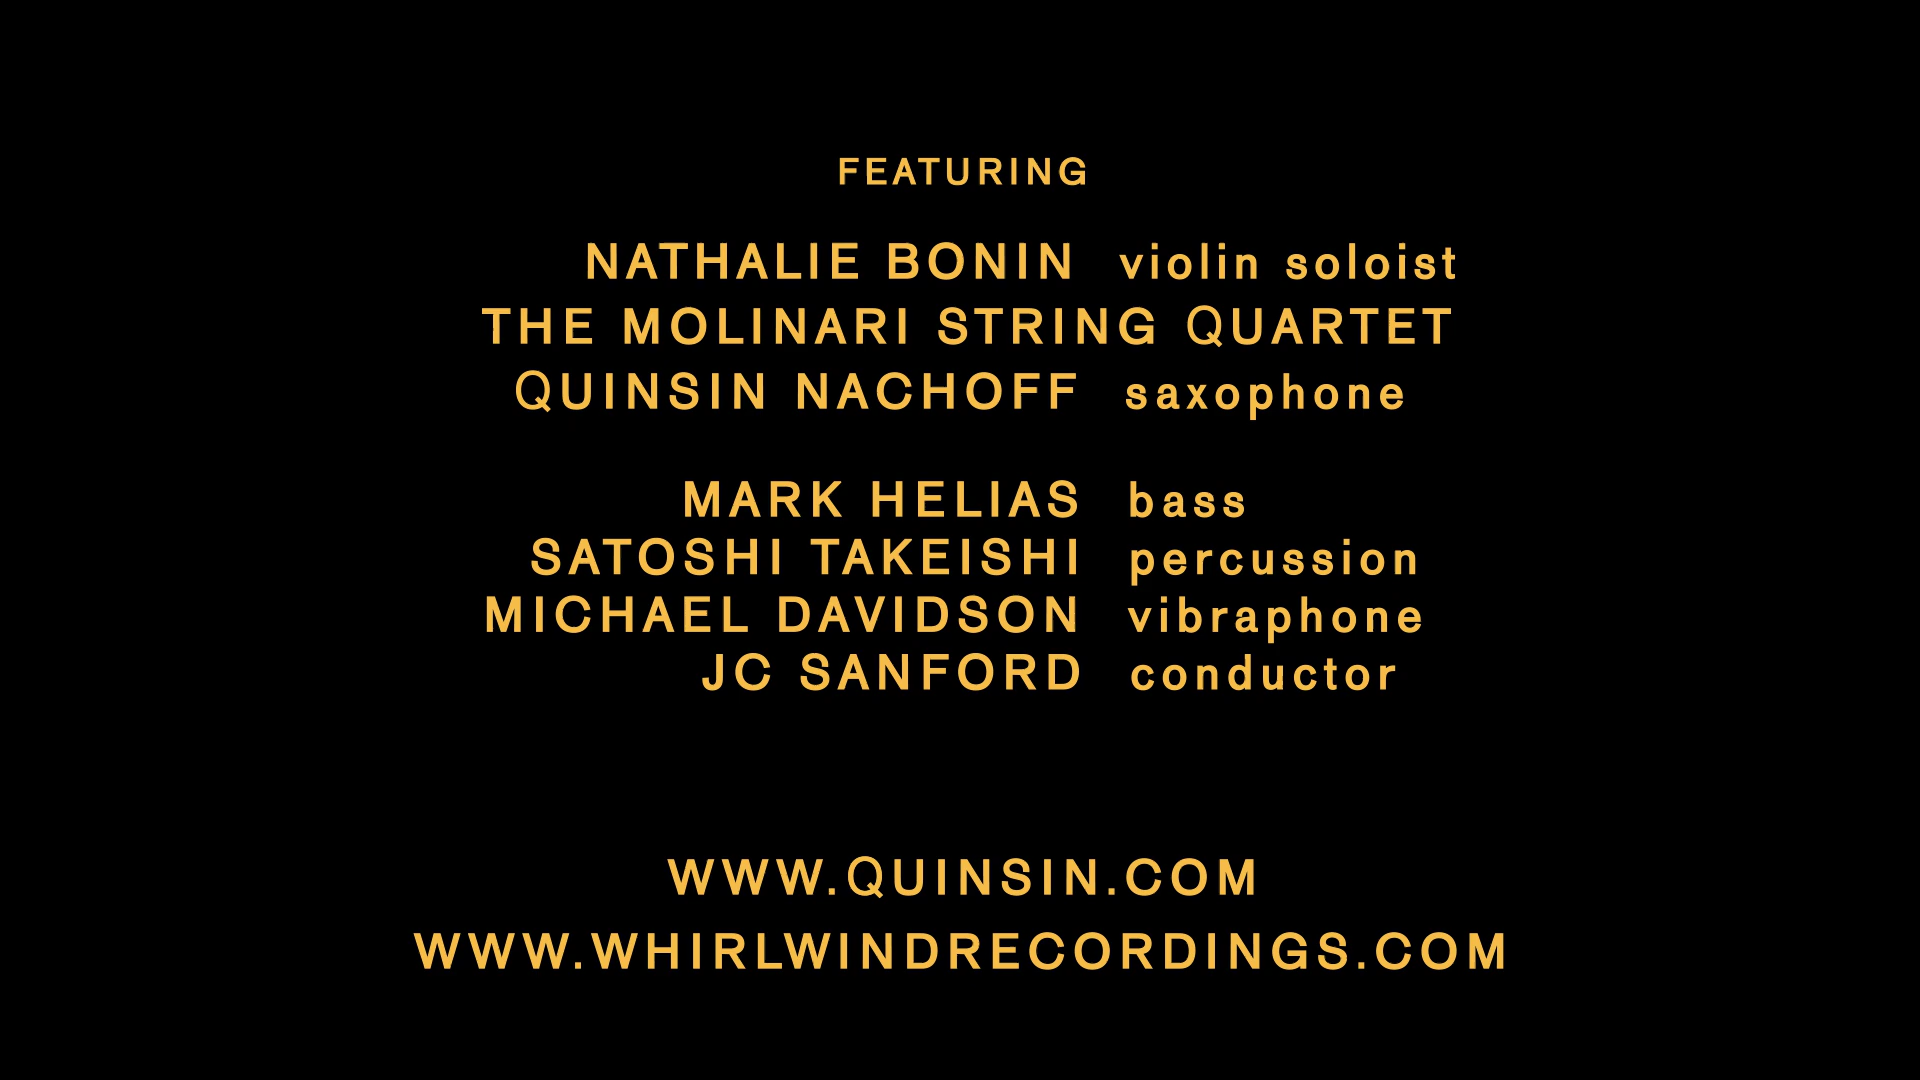 FEATURING
NATHALIE BONIN violin soloist
THE MOLINARI STRING QUARTET
QUINSIN NACHOFF saxophone
MARK HELIAS bass
SATOSHI TAKEISHI percussion
MICHAEL DAVIDSON vibraphone
JC SANFORD conductor
WWW.QUINSIN.COM
WWW.WHIRLWINDRECORDINGS.COM